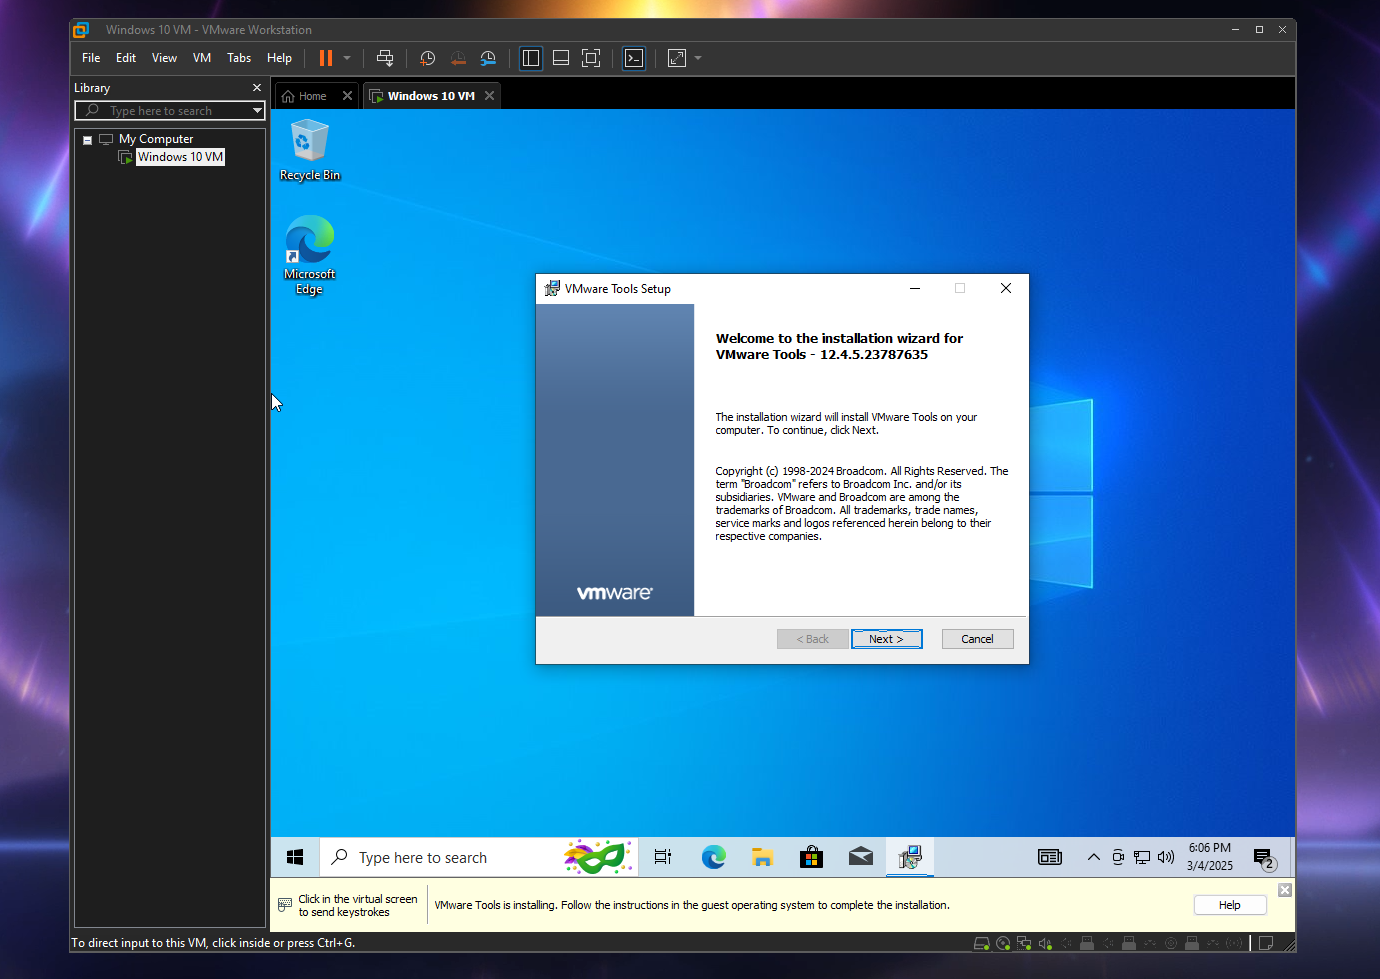 Windows 10 VM - VMware Workstation
File Edit View VM Tabs Help
Library
Type here to search
My Computer
Windows 10 VM
Home
Windows 10 VM
Recycle Bin
Microsoft
Edge
VMware Tools Setup
Welcome to the installation wizard for
VMware Tools - 12.4.5.23787635
The installation wizard will install VMware Tools on your
computer. To continue, click Next.
Copyright (c) 1998-2024 Broadcom. All Rights Reserved. The
term "Broadcom" refers to Broadcom Inc. and/or its
subsidiaries. VMware and Broadcom are among the
trademarks of Broadcom. All trademarks, trade names,
service marks and logos referenced herein belong to their
respective companies.
vmware
< Back
Next >
Cancel
Type here to search
6:06 PM
3/4/2025
2
Click in the virtual screen
to send keystrokes
VMware Tools is installing. Follow the instructions in the guest operating system to complete the installation.
Help
To direct input to this VM, click inside or press Ctrl+G.